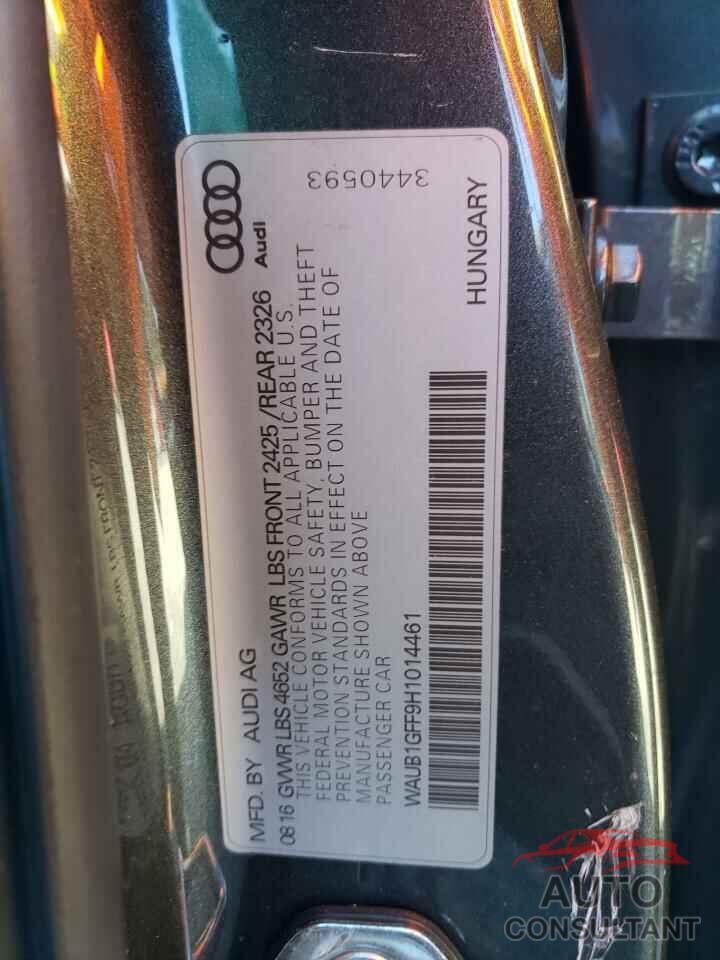 MFD. BY AUDI AG
0816 GVWR LBS 4652 GAWR LBS FRONT 2425 /REAR 2326
THIS VEHICLE CONFORMS TO ALL APPLICABLE U.S.
FEDERAL MOTOR VEHICLE SAFETY, BUMPER AND THEFT
PREVENTION STANDARDS IN EFFECT ON THE DATE OF
MANUFACTURE SHOWN ABOVE
PASSENGER CAR
WAUB1GFF9H1014461
Audi
3440593
HUNGARY
AUTO
CONSULTANT